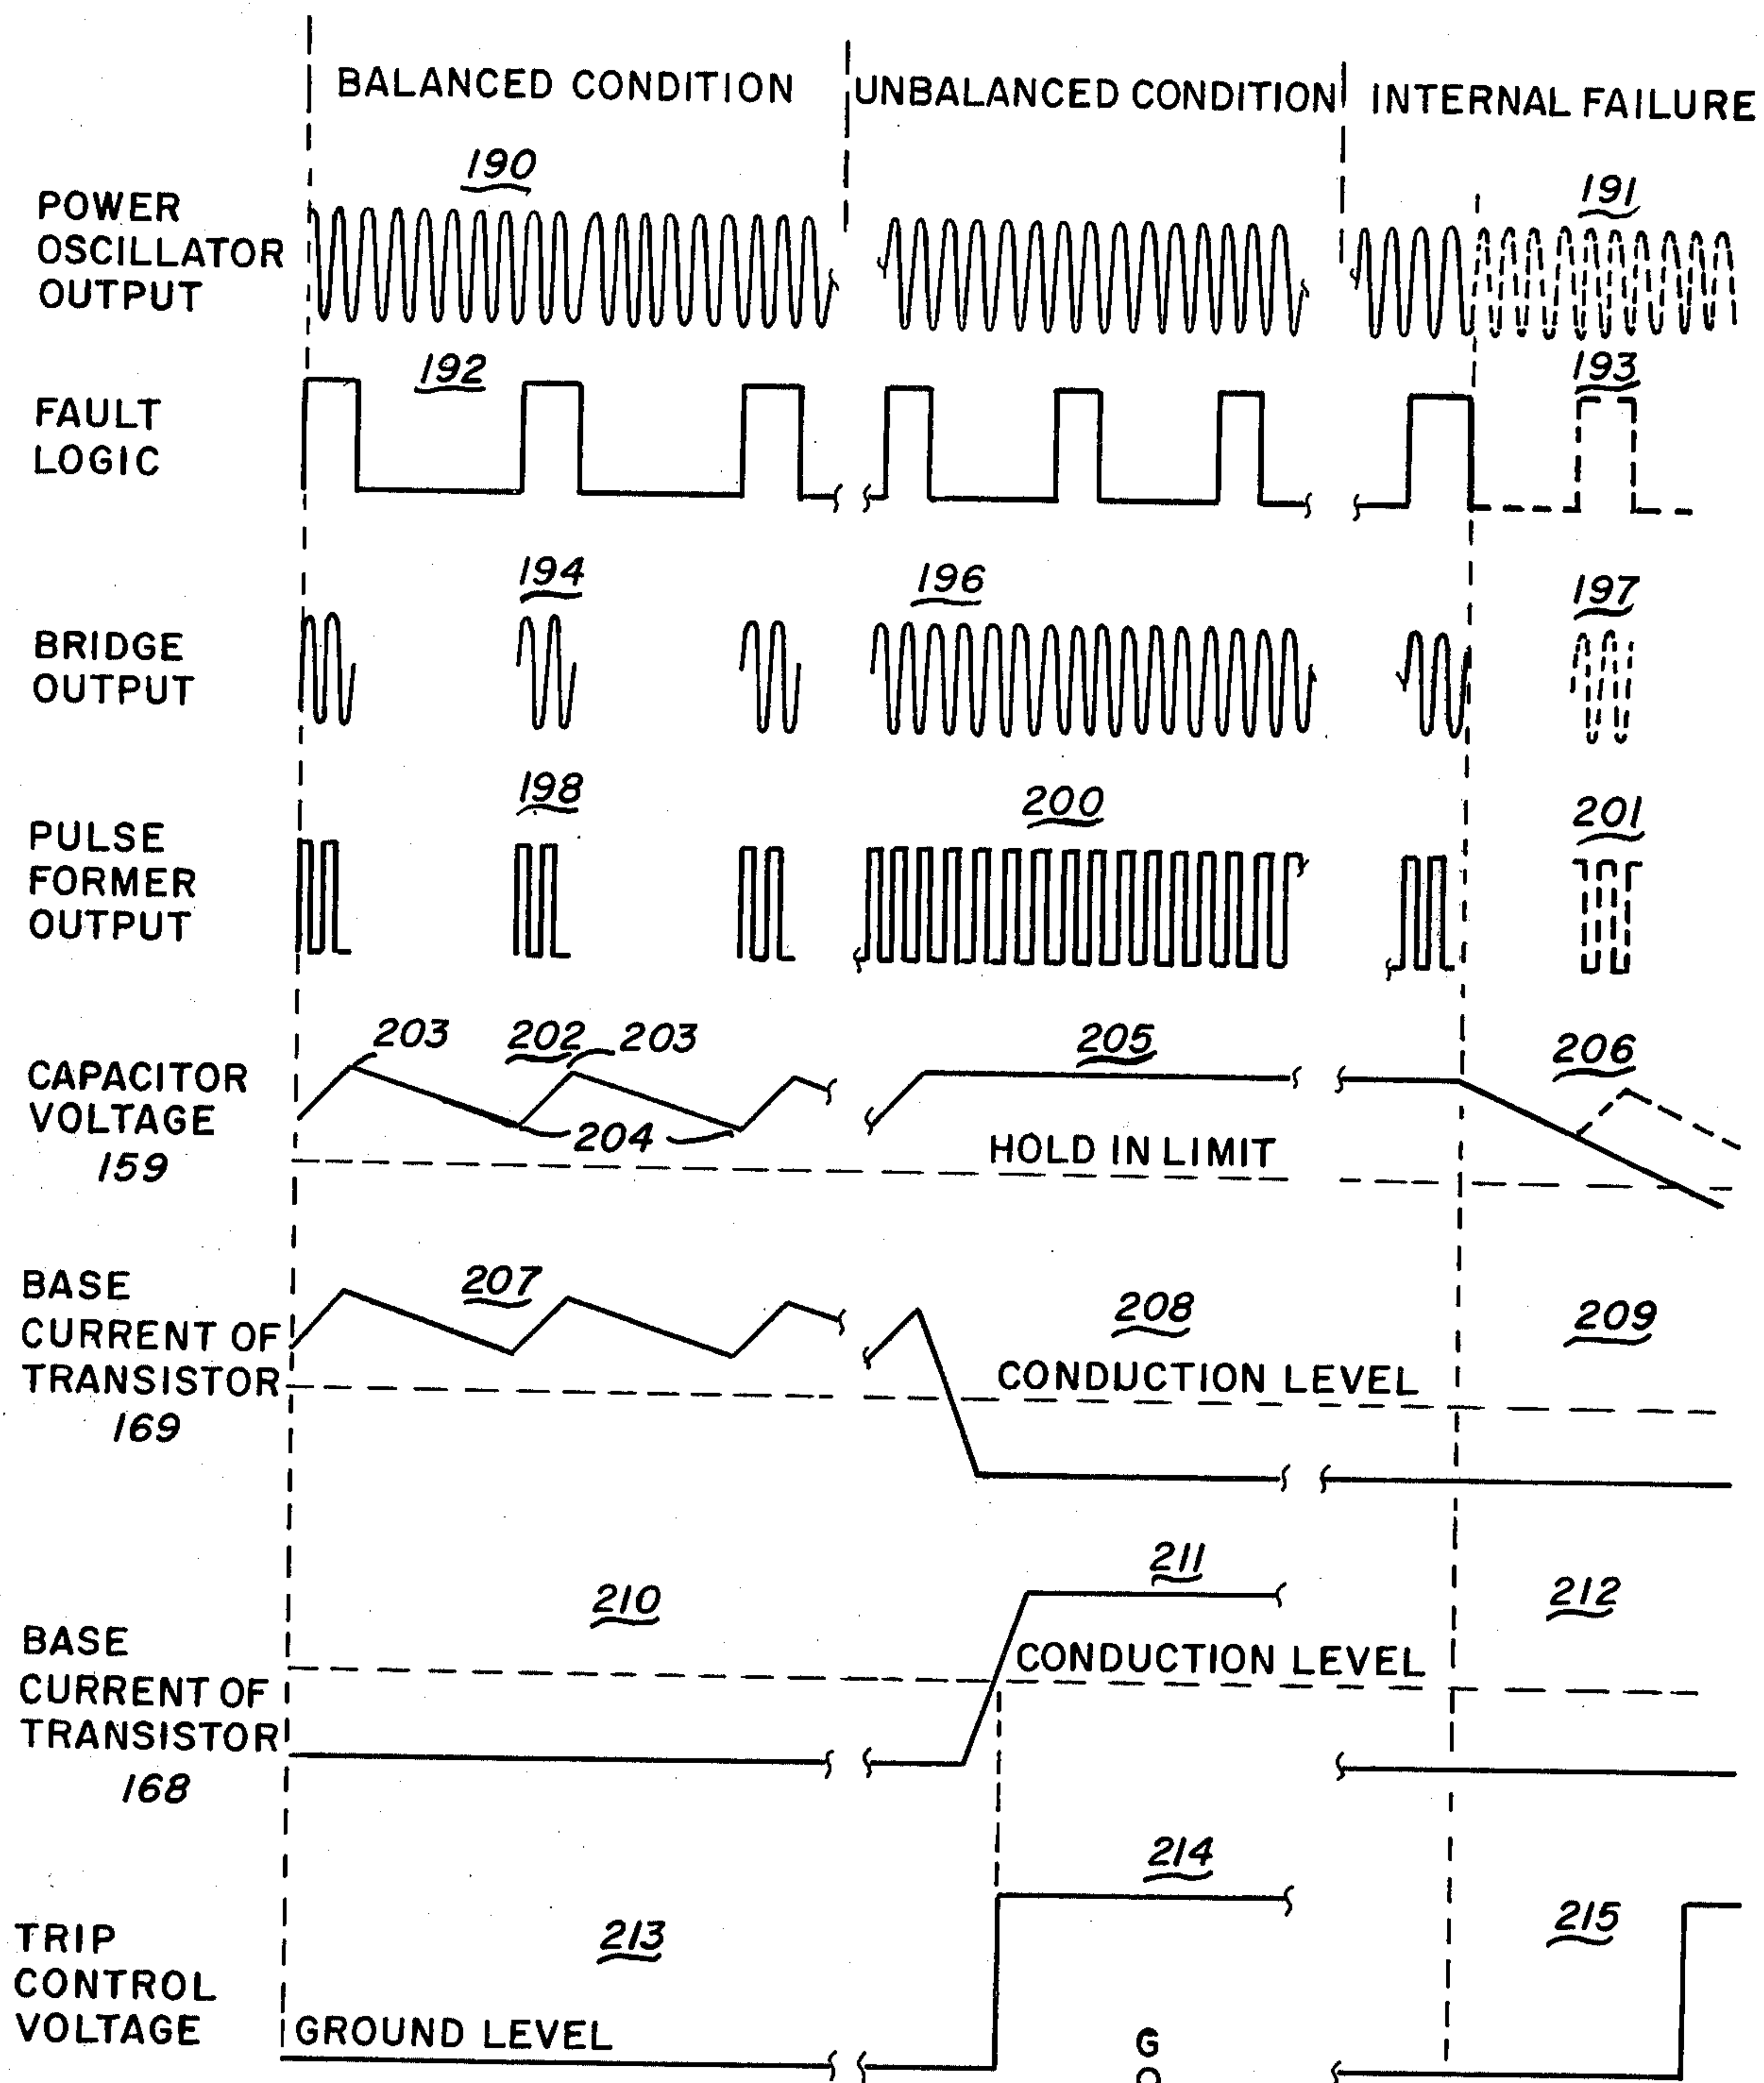 BALANCED CONDITION
UNBALANCED CONDITION
INTERNAL FAILURE
190
191
POWER
OSCILLATOR
OUTPUT
192
193
FAULT
LOGIC
194
196
197
BRIDGE
OUTPUT
198
200
201
PULSE
FORMER
OUTPUT
203
202
203
205
206
CAPACITOR
VOLTAGE
159
204
HOLD IN LIMIT
BASE
CURRENT OF
TRANSISTOR
169
207
208
209
CONDUCTION LEVEL
210
211
212
BASE
CURRENT OF
TRANSISTOR
168
CONDUCTION LEVEL
213
214
215
TRIP
CONTROL
VOLTAGE
GROUND LEVEL
G